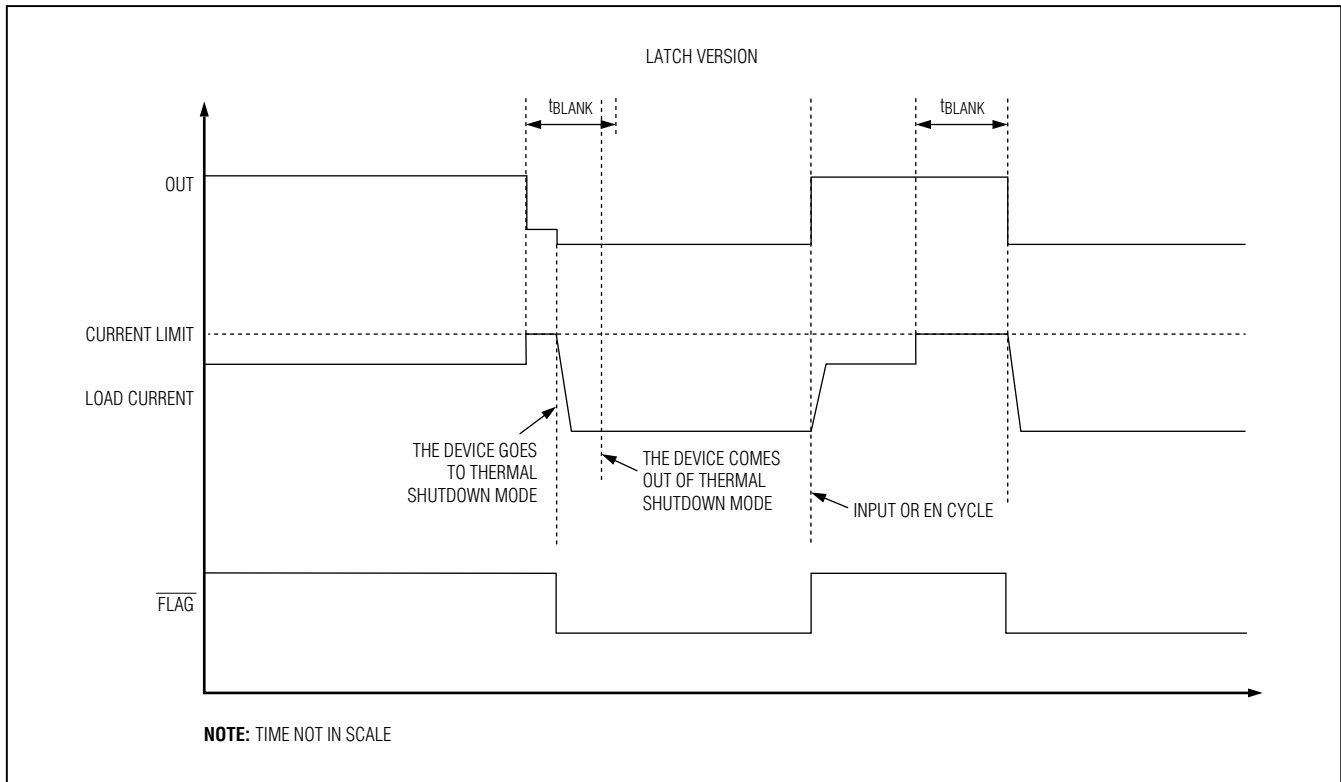 LATCH VERSION
tBLANK
tBLANK
OUT
CURRENT LIMIT
LOAD CURRENT
THE DEVICE GOES
TO THERMAL
SHUTDOWN MODE
THE DEVICE COMES
OUT OF THERMAL
SHUTDOWN MODE
INPUT OR EN CYCLE
FLAG
NOTE: TIME NOT IN SCALE